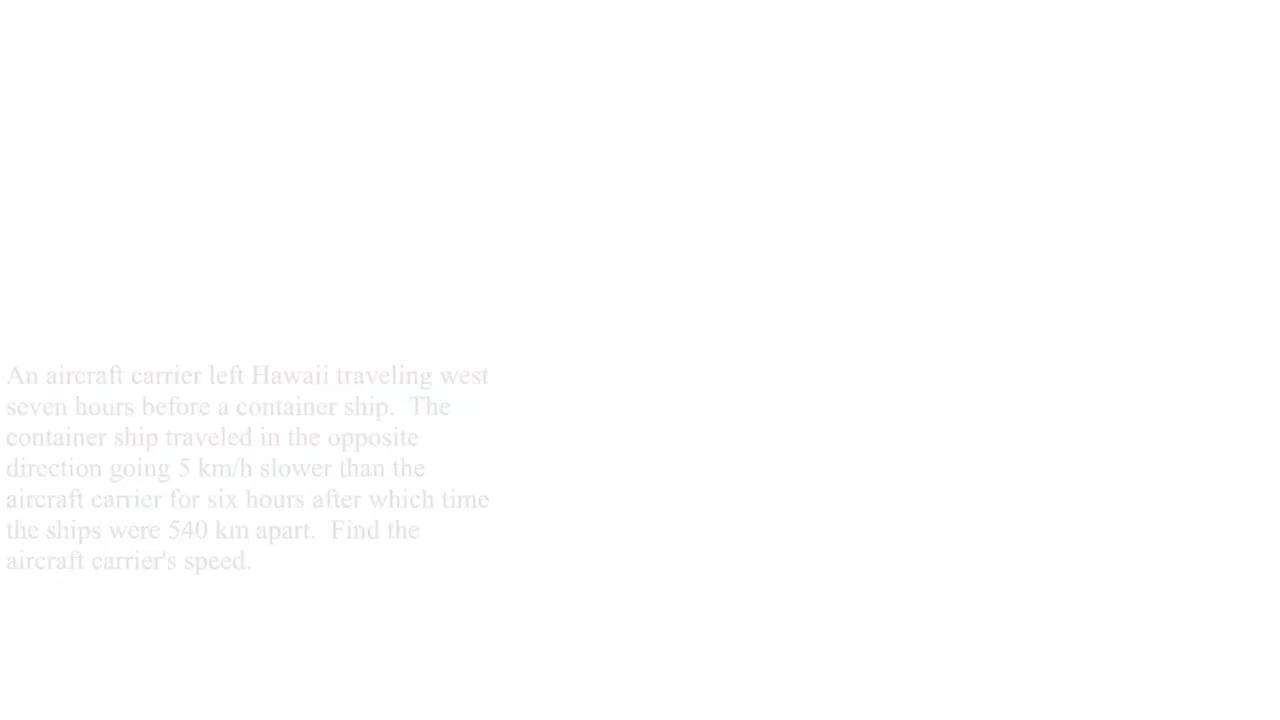 An aircraft carrier left Hawaii traveling west
seven hours before a container ship.  The
container ship traveled in the opposite
direction going 5 km/h slower than the
aircraft carrier for six hours after which time
the ships were 540 km apart.  Find the
aircraft carrier's speed.